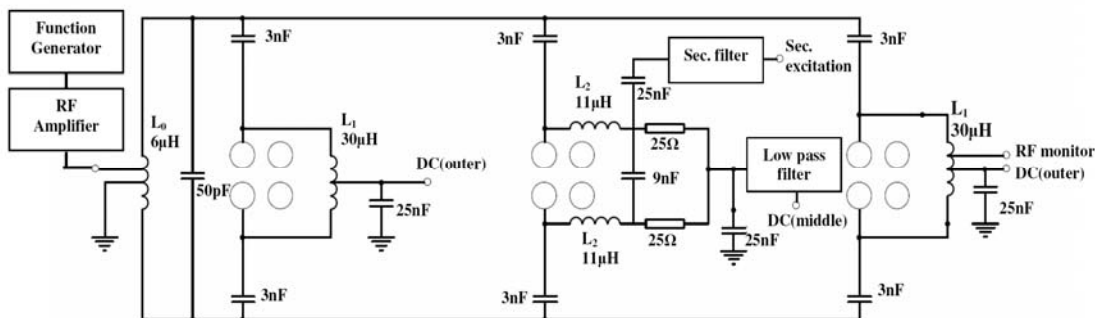 Function
Generator
RF
Amplifier
L0
6μH
50pF
3nF
L1
30μH
DC(outer)
25nF
3nF
3nF
L2
11μH
25nF
Sec. filter
Sec.
excitation
25Ω
9nF
25Ω
L2
11μH
Low pass
filter
DC(middle)
25nF
3nF
3nF
L1
30μH
RF monitor
DC(outer)
25nF
3nF